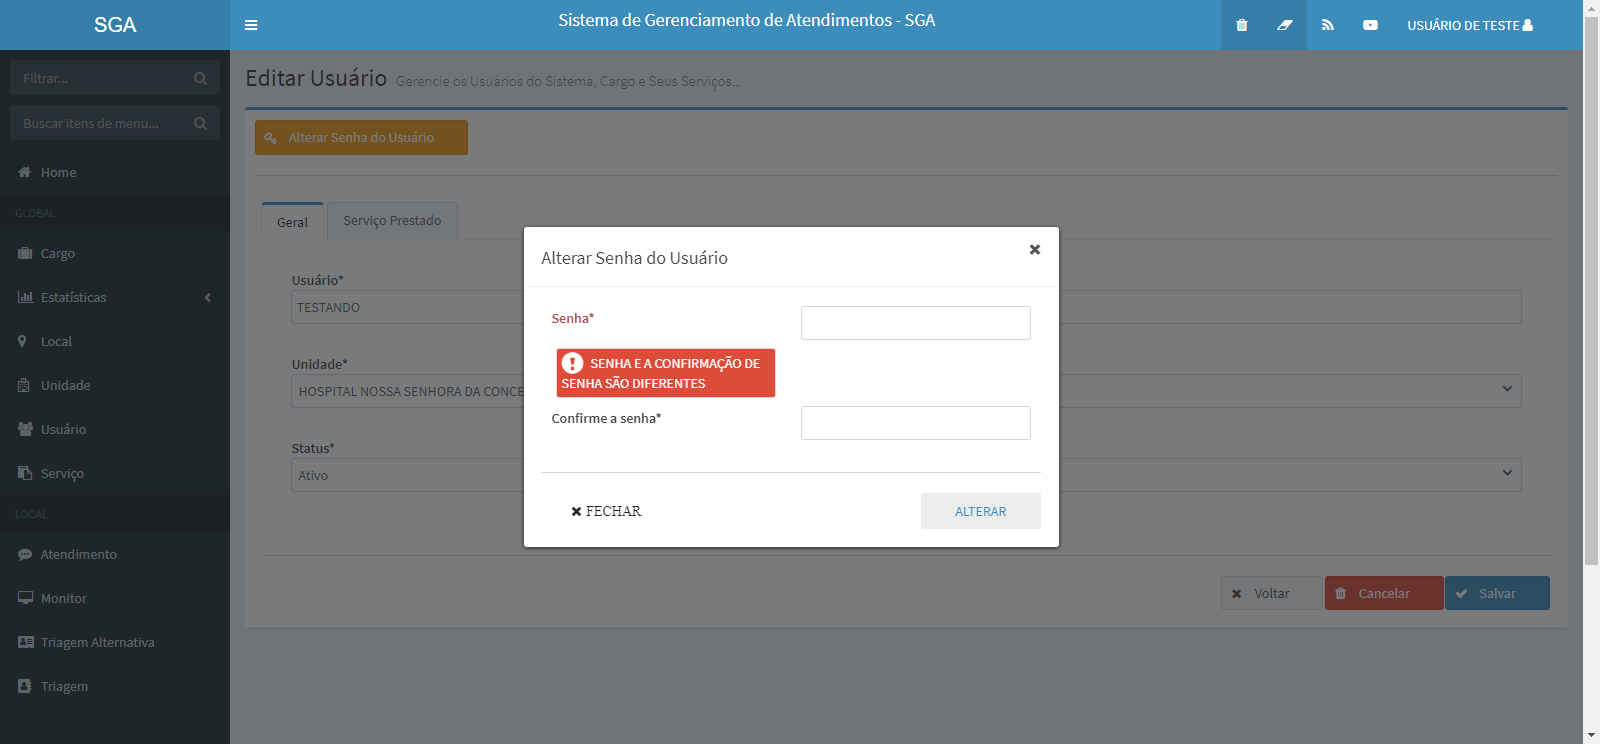 SGA
Sistema de Gerenciamento de Atendimentos - SGA
USUÁRIO DE TESTE
Filtrar...
Buscar itens de menu...
Home
GLOBAL
Cargo
Estatísticas
Local
Unidade
Usuário
Serviço
LOCAL
Atendimento
Monitor
Triagem Alternativa
Triagem
Editar Usuário Gerencie os Usuários do Sistema, Cargo e Seus Serviços...
Alterar Senha do Usuário
Geral
Serviço Prestado
Usuário*
TESTANDO
Unidade*
HOSPITAL NOSSA SENHORA DA CONCE
Status*
Ativo
Alterar Senha do Usuário
Senha*
SENHA E A CONFIRMAÇÃO DE
SENHA SÃO DIFERENTES
Confirme a senha*
FECHAR
ALTERAR
Voltar
Cancelar
Salvar